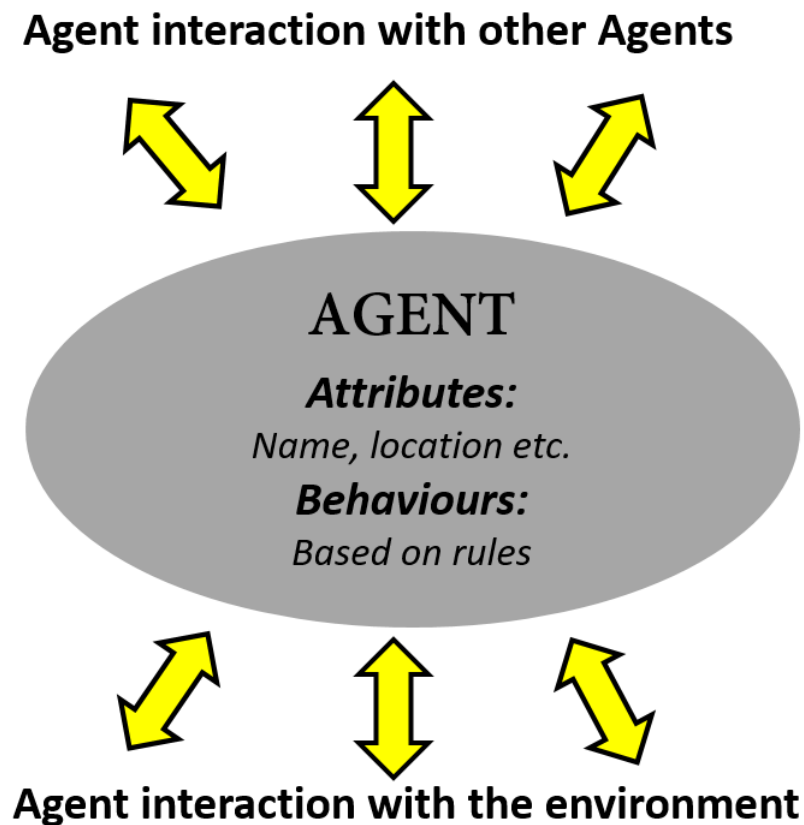 Agent interaction with other Agents
AGENT
Attributes:
Name, location etc.
Behaviours:
Based on rules
Agent interaction with the environment